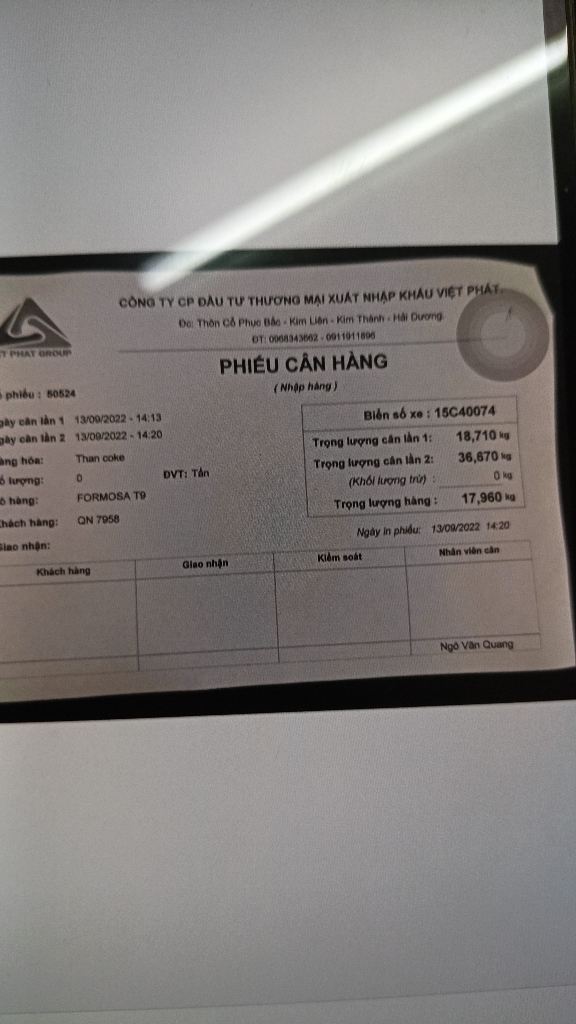 CÔNG TY CP ĐẦU TƯ THƯƠNG MẠI XUẤT NHẬP KHẨU VIỆT PHÁT.
Đc: Thôn Cổ Phục Bắc - Kim Liên - Kim Thành - Hải Dương.
ĐT: 0968343662 - 0911911896
T PHAT GROUP
PHIẾU CÂN HÀNG
( Nhập hàng )
phiếu : 50524
gày cân lần 1 13/09/2022 - 14:13
gày cân lần 2 13/09/2022 - 14:20
àng hóa: Than coke
ố lượng: 0 ĐVT: Tấn
ô hàng: FORMOSA T9
hách hàng: QN 7958
Giao nhận:
Biển số xe : 15C40074
Trọng lượng cân lần 1: 18,710 kg
Trọng lượng cân lần 2: 36,670 kg
(Khối lượng trừ) : 0 kg
Trọng lượng hàng : 17,960 kg
Ngày in phiếu: 13/09/2022 14:20
Khách hàng Giao nhận Kiểm soát Nhân viên cân
Ngô Văn Quang